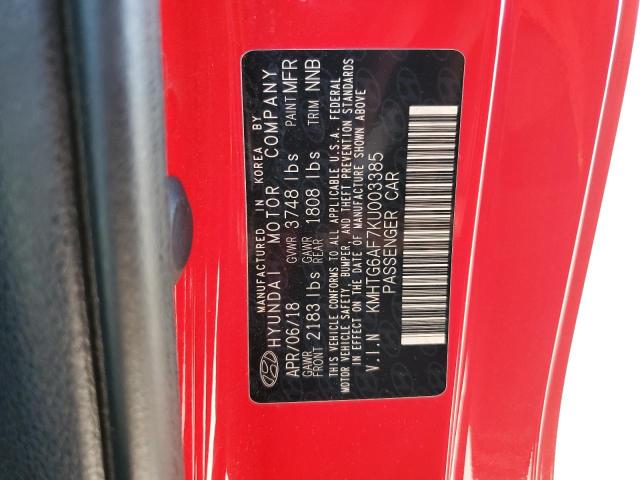 MANUFACTURED IN KOREA BY
HYUNDAI MOTOR COMPANY
APR/06/18 GVWR 3748 lbs PAINT MFR
GAWR FRONT 2183 lbs GAWR REAR 1808 lbs TRIM NNB
THIS VEHICLE CONFORMS TO ALL APPLICABLE U.S.A. FEDERAL
MOTOR VEHICLE SAFETY, BUMPER, AND THEFT PREVENTION STANDARDS
IN EFFECT ON THE DATE OF MANUFACTURE SHOWN ABOVE
V.I.N KMHTG6AF7KU003385
PASSENGER CAR